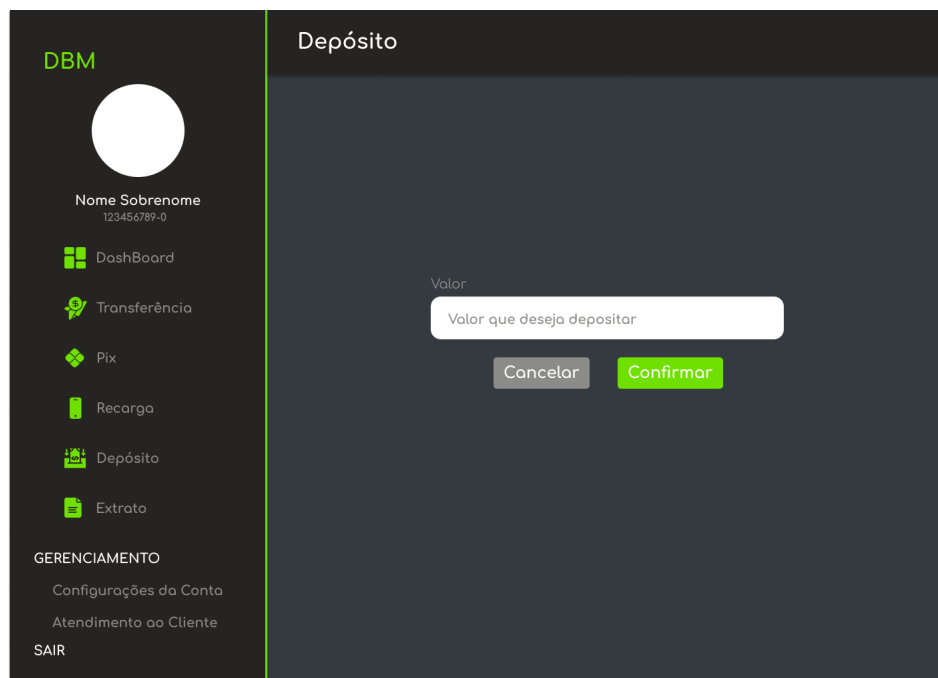 DBM
Nome Sobrenome
123456789-0
DashBoard
Transferência
Pix
Recarga
Depósito
Extrato
GERENCIAMENTO
Configurações da Conta
Atendimento ao Cliente
SAIR
Depósito
Valor
Valor que deseja depositar
Cancelar Confirmar